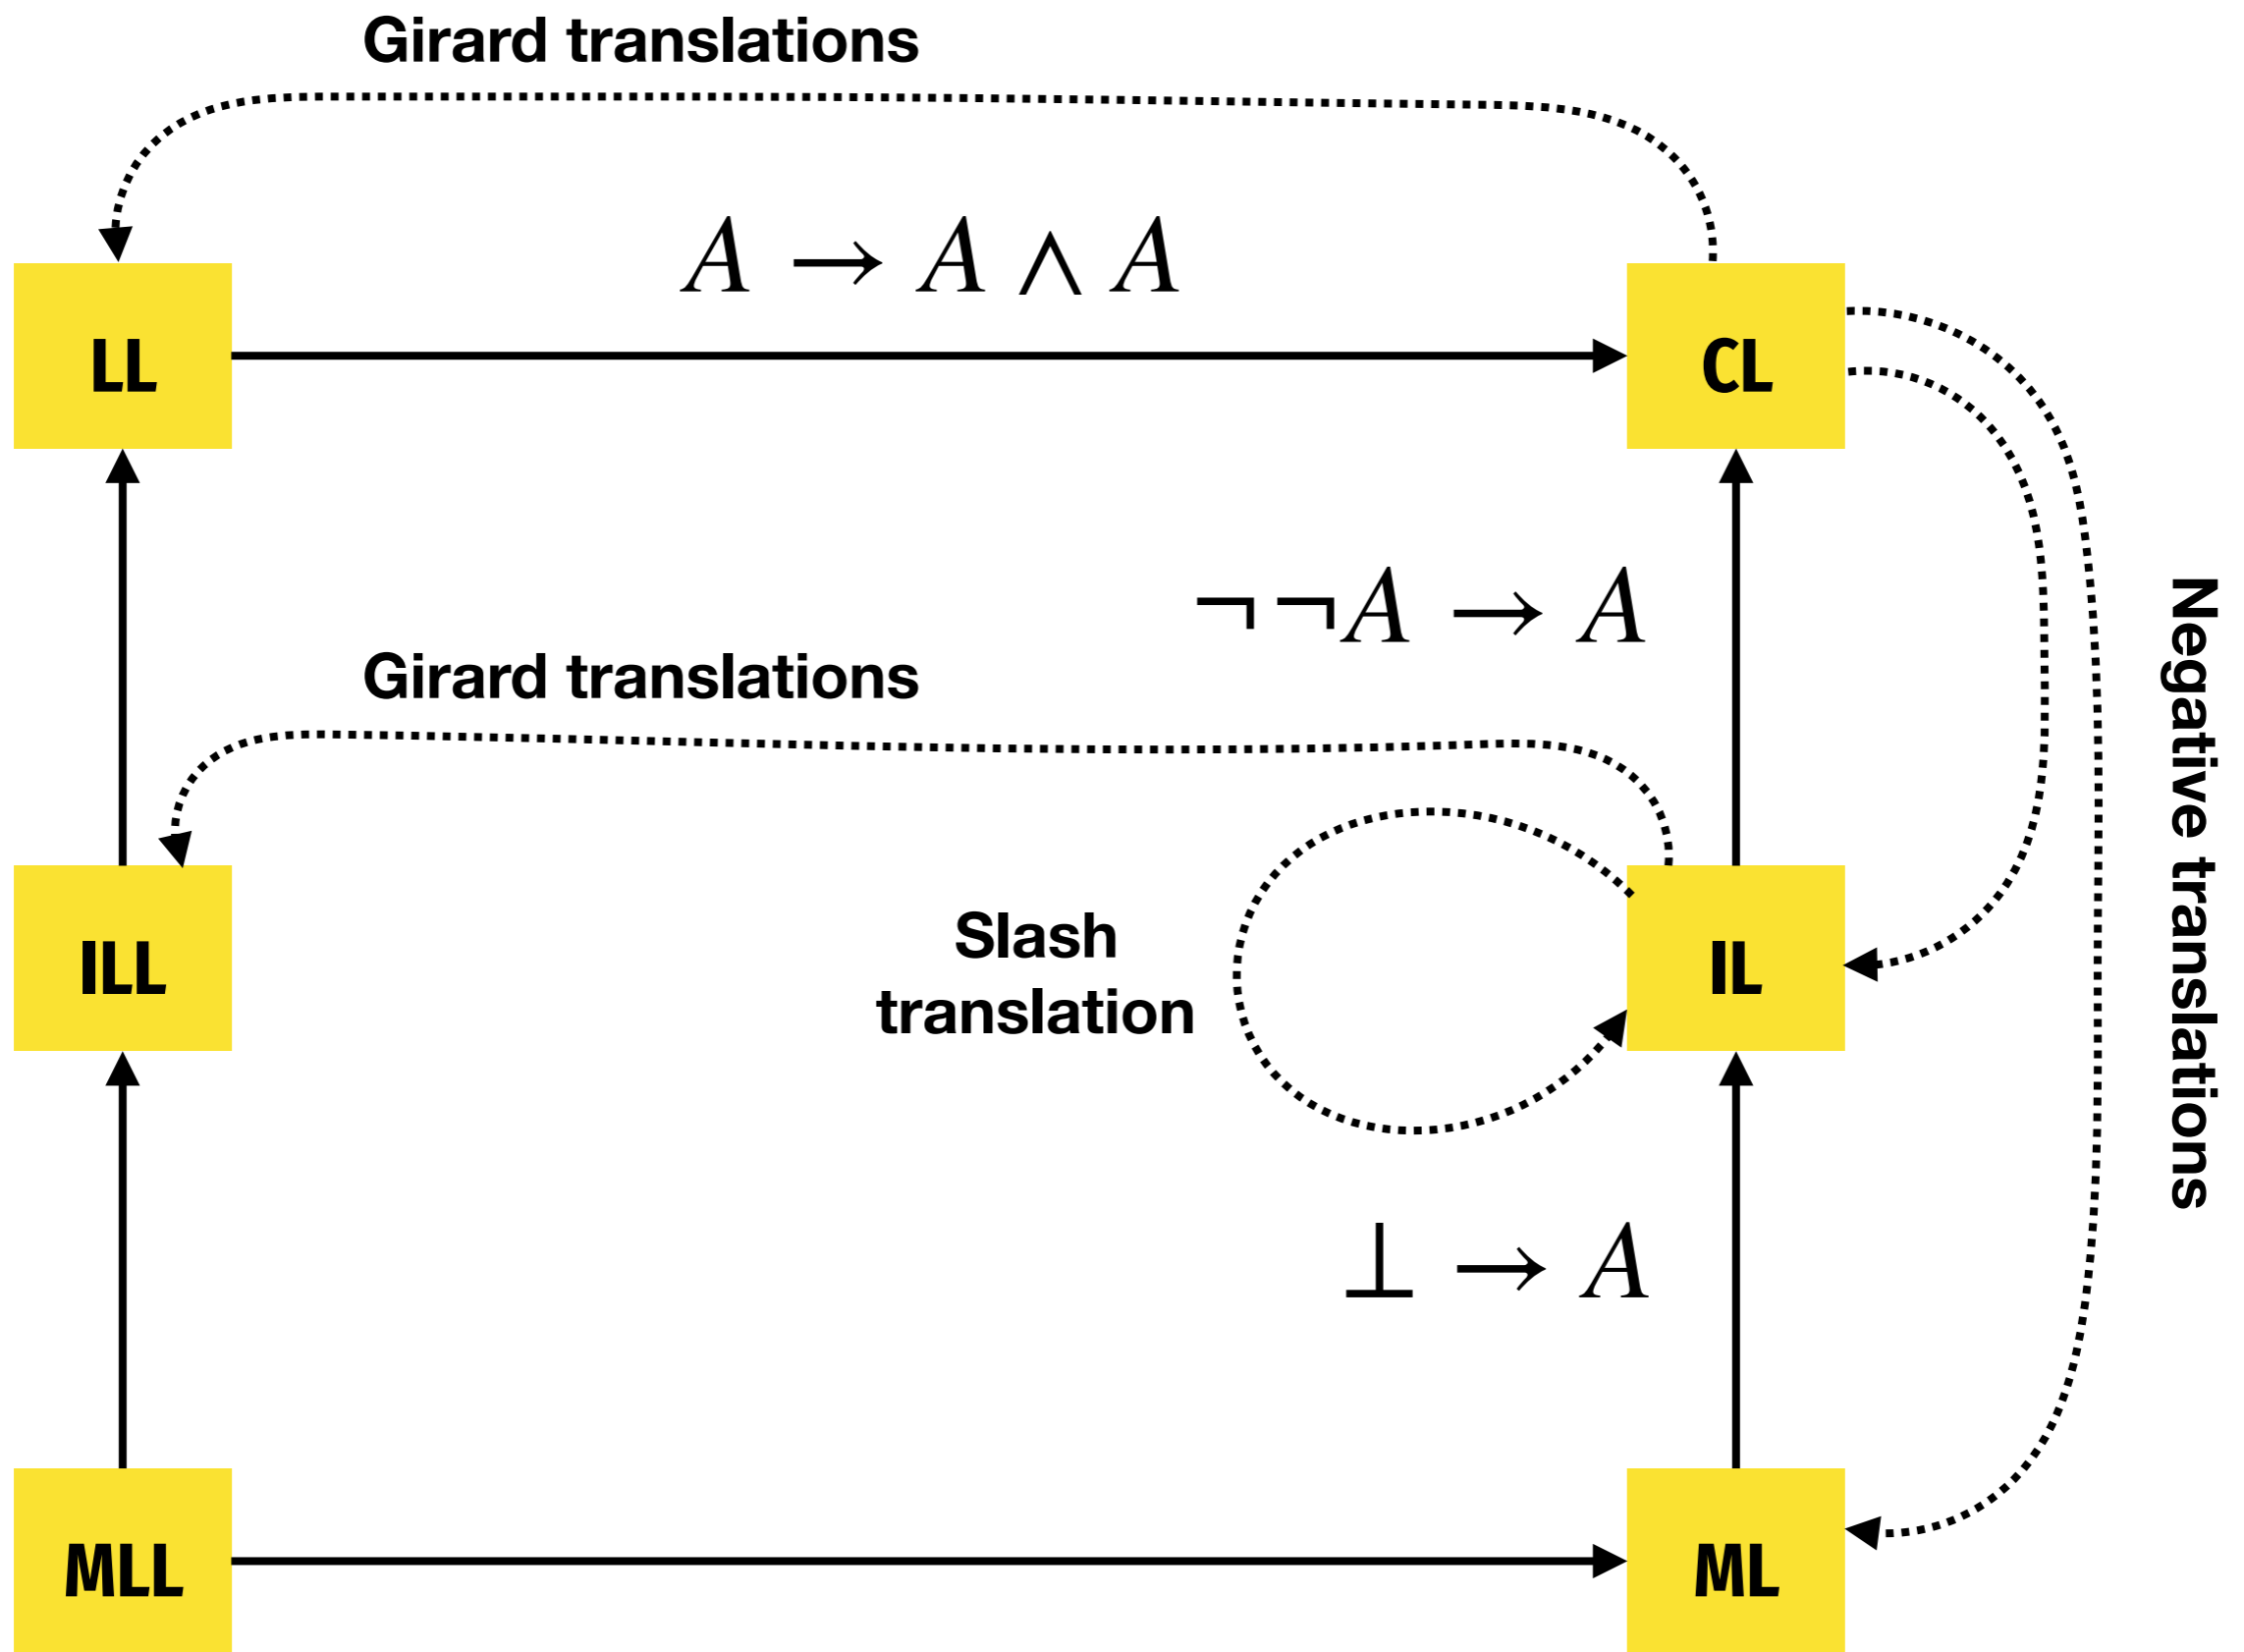 Girard translations
A → A ∧ A
LL
CL
¬¬A → A
Girard translations
Negative translations
Slash
translation
ILL
IL
⊥ → A
MLL
ML